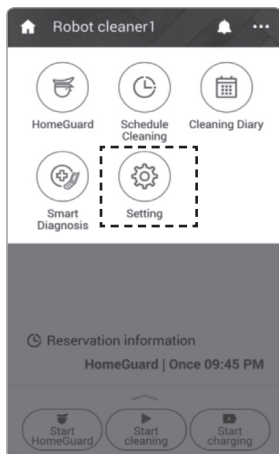 Robot cleaner1
HomeGuard
Schedule
Cleaning
Cleaning Diary
Smart
Diagnosis
Setting
Reservation information
HomeGuard | Once 09:45 PM
Start
HomeGuard
Start
cleaning
Start
charging